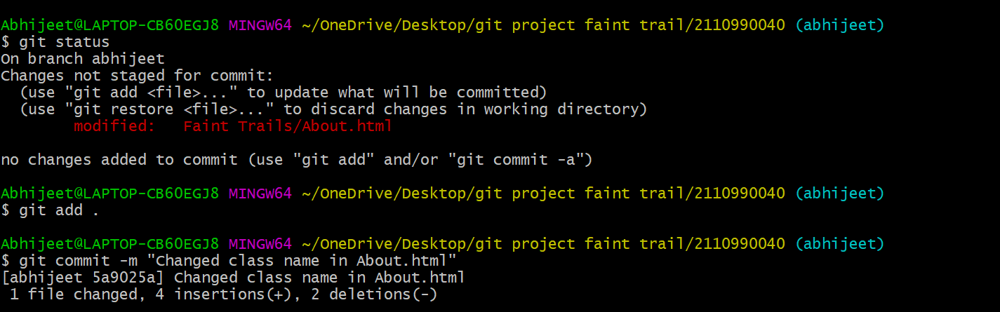 Abhijeet@LAPTOP-CB60EGJ8 MINGW64 ~/OneDrive/Desktop/git project faint trail/2110990040 (abhijeet)
$ git status
On branch abhijeet
Changes not staged for commit:
  (use "git add <file>..." to update what will be committed)
  (use "git restore <file>..." to discard changes in working directory)
        modified:   Faint Trails/About.html

no changes added to commit (use "git add" and/or "git commit -a")

Abhijeet@LAPTOP-CB60EGJ8 MINGW64 ~/OneDrive/Desktop/git project faint trail/2110990040 (abhijeet)
$ git add .

Abhijeet@LAPTOP-CB60EGJ8 MINGW64 ~/OneDrive/Desktop/git project faint trail/2110990040 (abhijeet)
$ git commit -m "Changed class name in About.html"
[abhijeet 5a9025a] Changed class name in About.html
 1 file changed, 4 insertions(+), 2 deletions(-)